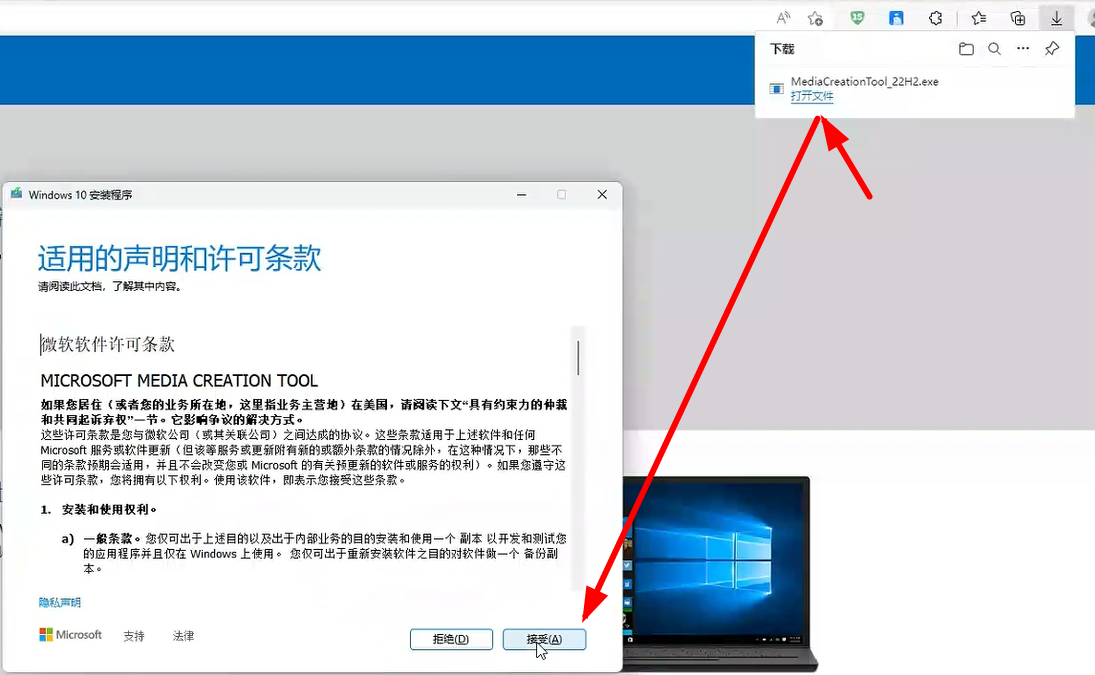 15
下载
MediaCreationTool_22H2.exe
打开文件
Windows 10 安装程序
适用的声明和许可条款
请阅读此文档，了解其中内容。
微软软件许可条款
MICROSOFT MEDIA CREATION TOOL
如果您居住（或者您的业务所在地，这里指业务主营地）在美国，请阅读下文“具有约束力的仲裁
和共同起诉弃权”一节。它影响争议的解决方式。
这些许可条款是您与微软公司（或其关联公司）之间达成的协议。这些条款适用于上述软件和任何
Microsoft 服务或软件更新（但该等服务或更新附有新的或额外条款的情况除外，在这种情况下，那些不
同的条款预期会适用，并且不会改变您或 Microsoft 的有关预更新的软件或服务的权利）。如果您遵守这
些许可条款，您将拥有以下权利。使用该软件，即表示您接受这些条款。
1. 安装和使用权利。
a) 一般条款。您仅可出于上述目的以及出于内部业务的目的安装和使用一个 副本 以开发和测试您
的应用程序并且仅在 Windows 上使用。 您仅可出于重新安装软件之目的对软件做一个 备份副
本。
隐私声明
Microsoft 支持 法律
拒绝(D) 接受(A)